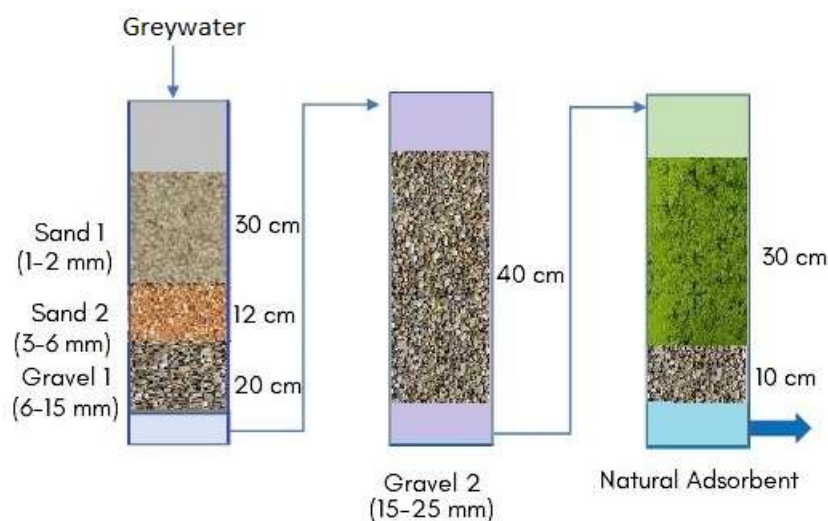 Greywater
Sand 1
(1-2 mm)
30 cm
Sand 2
(3-6 mm)
12 cm
Gravel 1
(6-15 mm)
20 cm
40 cm
Gravel 2
(15-25 mm)
30 cm
10 cm
Natural Adsorbent